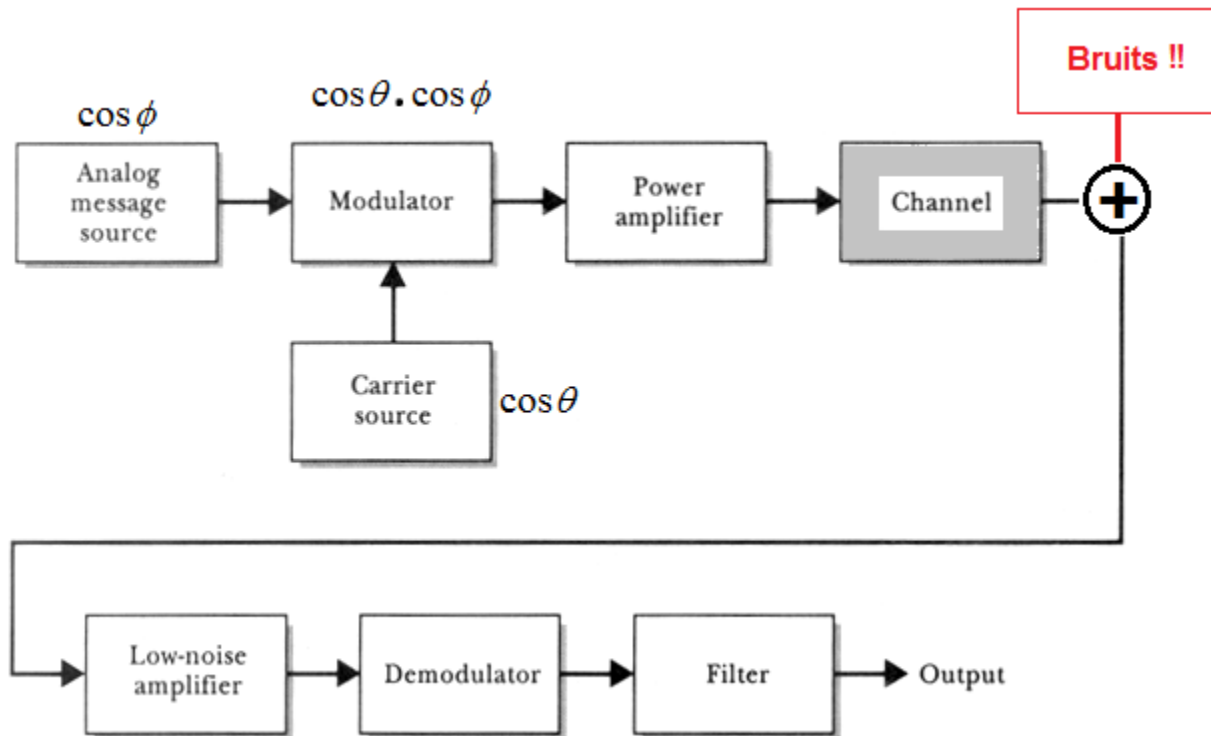 Bruits !!
cos θ . cos ϕ
cos ϕ
Analog
message
source
Modulator
Power
amplifier
Channel
+
Carrier
source
cos θ
Low-noise
amplifier
Demodulator
Filter
Output